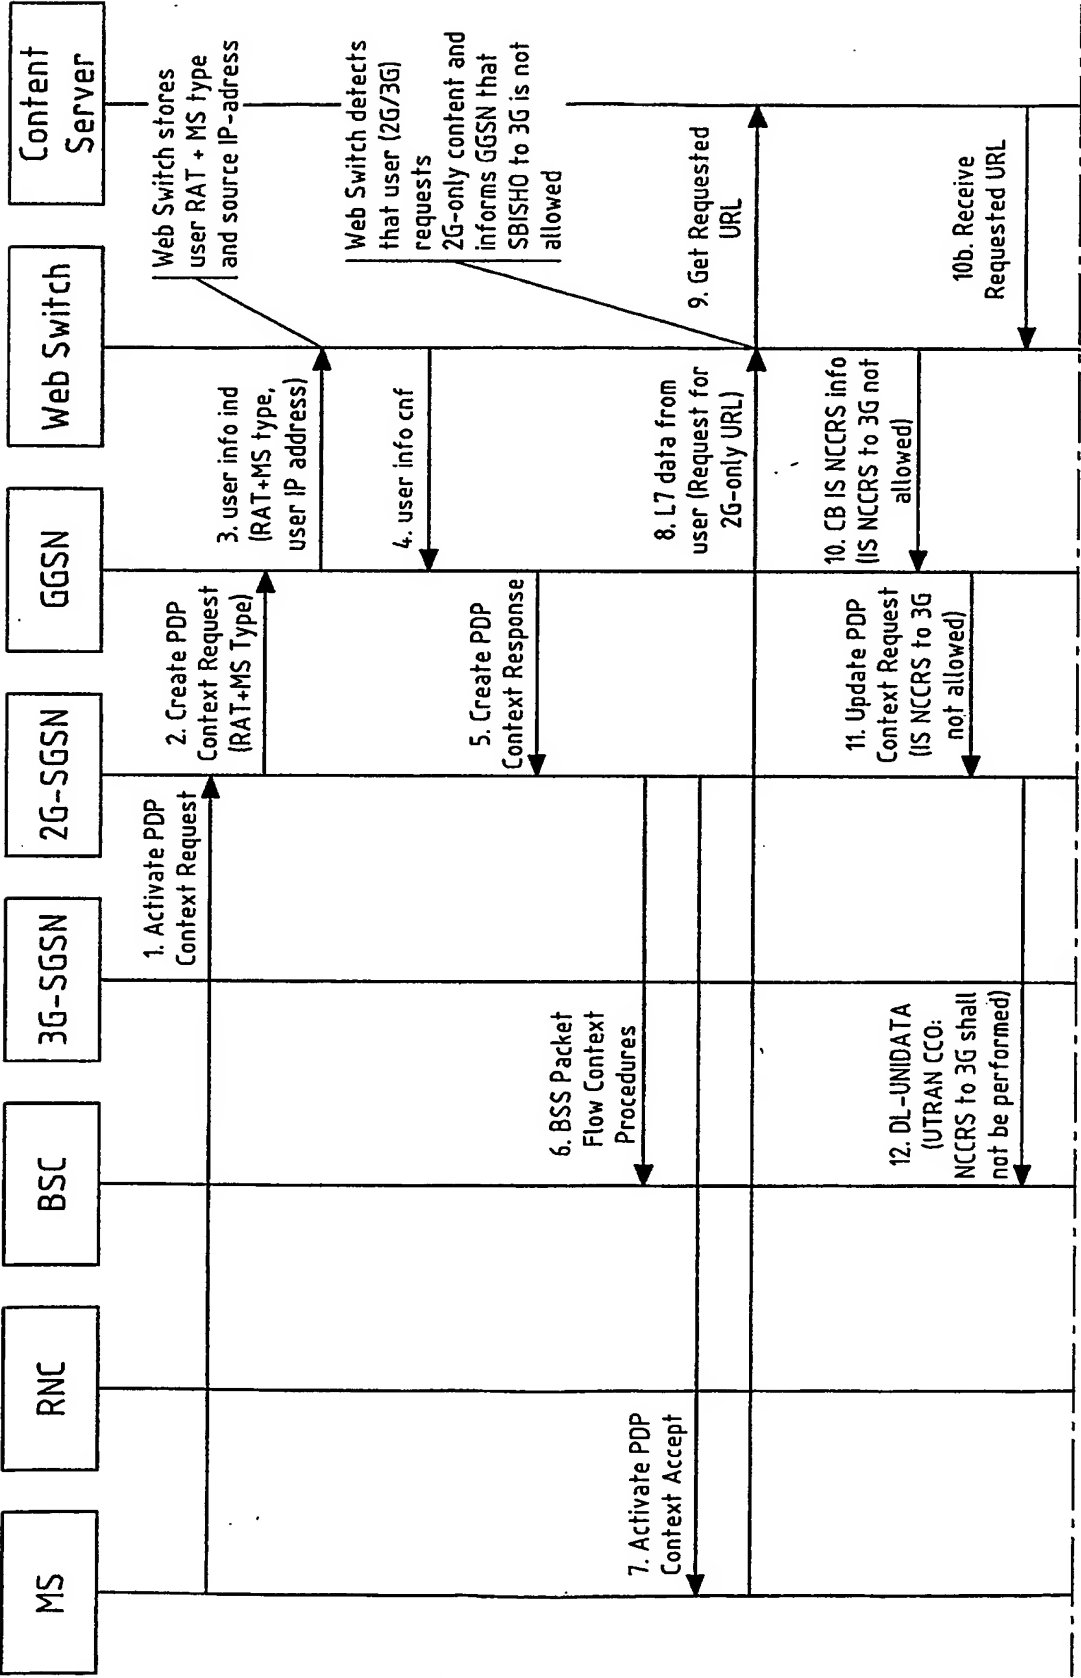 MS
RNC
BSC
3G-SGSN
2G-SGSN
GGSN
Web Switch
Content
Server
1. Activate PDP
Context Request
2. Create PDP
Context Request
(RAT+MS Type)
3. user info ind
(RAT+MS type,
user IP address)
Web Switch stores
user RAT + MS type
and source IP-adress
4. user info cnf
5. Create PDP
Context Response
6. BSS Packet
Flow Context
Procedures
7. Activate PDP
Context Accept
8. L7 data from
user (Request for
2G-only URL)
Web Switch detects
that user (2G/3G)
requests
2G-only content and
informs GGSN that
SBISHO to 3G is not
allowed
9. Get Requested
URL
10. CB IS NCCRS info
(IS NCCRS to 3G not
allowed)
10b. Receive
Requested URL
11. Update PDP
Context Request
(IS NCCRS to 3G
not allowed)
12. DL-UNIDATA
(UTRAN CCO:
NCCRS to 3G shall
not be performed)